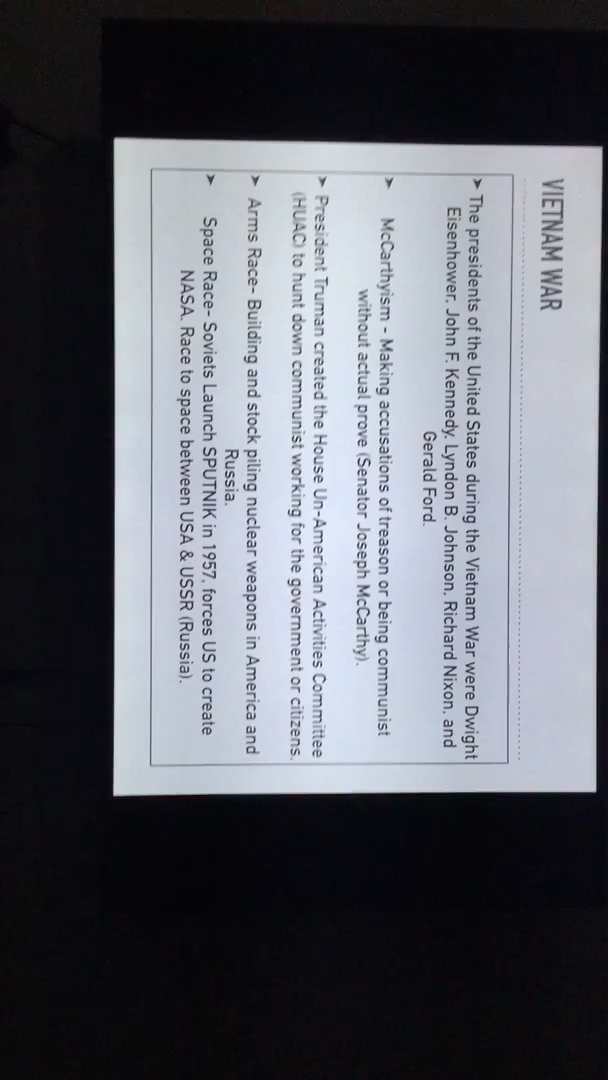 VIETNAM WAR
➤ The presidents of the United States during the Vietnam War were Dwight
Eisenhower, John F. Kennedy, Lyndon B. Johnson, Richard Nixon, and
Gerald Ford.
➤ McCarthyism - Making accusations of treason or being communist
without actual prove (Senator Joseph McCarthy).
➤ President Truman created the House Un-American Activities Committee
(HUAC) to hunt down communist working for the government or citizens.
➤ Arms Race- Building and stock piling nuclear weapons in America and
Russia.
➤ Space Race- Soviets Launch SPUTNIK in 1957, forces US to create
NASA. Race to space between USA & USSR (Russia).